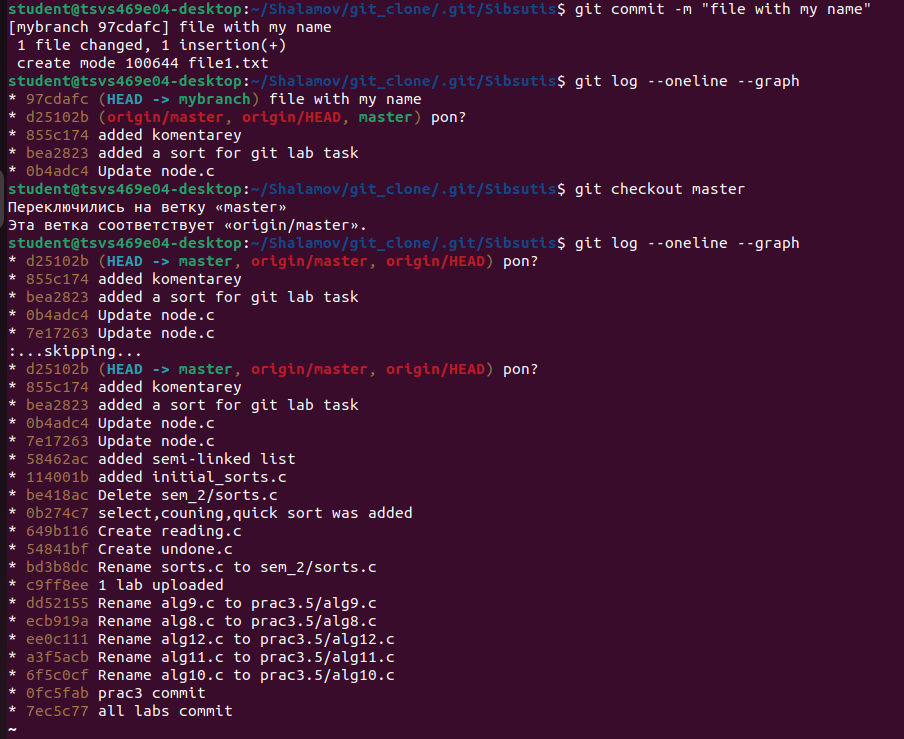 student@tsvs469e04-desktop:~/Shalamov/git_clone/.git/Sibsutis$ git commit -m "file with my name"
[mybranch 97cdafc] file with my name
 1 file changed, 1 insertion(+)
 create mode 100644 file1.txt
student@tsvs469e04-desktop:~/Shalamov/git_clone/.git/Sibsutis$ git log --oneline --graph
* 97cdafc (HEAD -> mybranch) file with my name
* d25102b (origin/master, origin/HEAD, master) pon?
* 855c174 added komentarey
* bea2823 added a sort for git lab task
* 0b4adc4 Update node.c
student@tsvs469e04-desktop:~/Shalamov/git_clone/.git/Sibsutis$ git checkout master
Переключились на ветку «master»
Эта ветка соответствует «origin/master».
student@tsvs469e04-desktop:~/Shalamov/git_clone/.git/Sibsutis$ git log --oneline --graph
* d25102b (HEAD -> master, origin/master, origin/HEAD) pon?
* 855c174 added komentarey
* bea2823 added a sort for git lab task
* 0b4adc4 Update node.c
* 7e17263 Update node.c
:...skipping...
* d25102b (HEAD -> master, origin/master, origin/HEAD) pon?
* 855c174 added komentarey
* bea2823 added a sort for git lab task
* 0b4adc4 Update node.c
* 7e17263 Update node.c
* 58462ac added semi-linked list
* 114001b added initial_sorts.c
* be418ac Delete sem_2/sorts.c
* 0b274c7 select,couning,quick sort was added
* 649b116 Create reading.c
* 54841bf Create undone.c
* bd3b8dc Rename sorts.c to sem_2/sorts.c
* c9ff8ee 1 lab uploaded
* dd52155 Rename alg9.c to prac3.5/alg9.c
* ecb919a Rename alg8.c to prac3.5/alg8.c
* ee0c111 Rename alg12.c to prac3.5/alg12.c
* a3f5acb Rename alg11.c to prac3.5/alg11.c
* 6f5c0cf Rename alg10.c to prac3.5/alg10.c
* 0fc5fab prac3 commit
* 7ec5c77 all labs commit
~